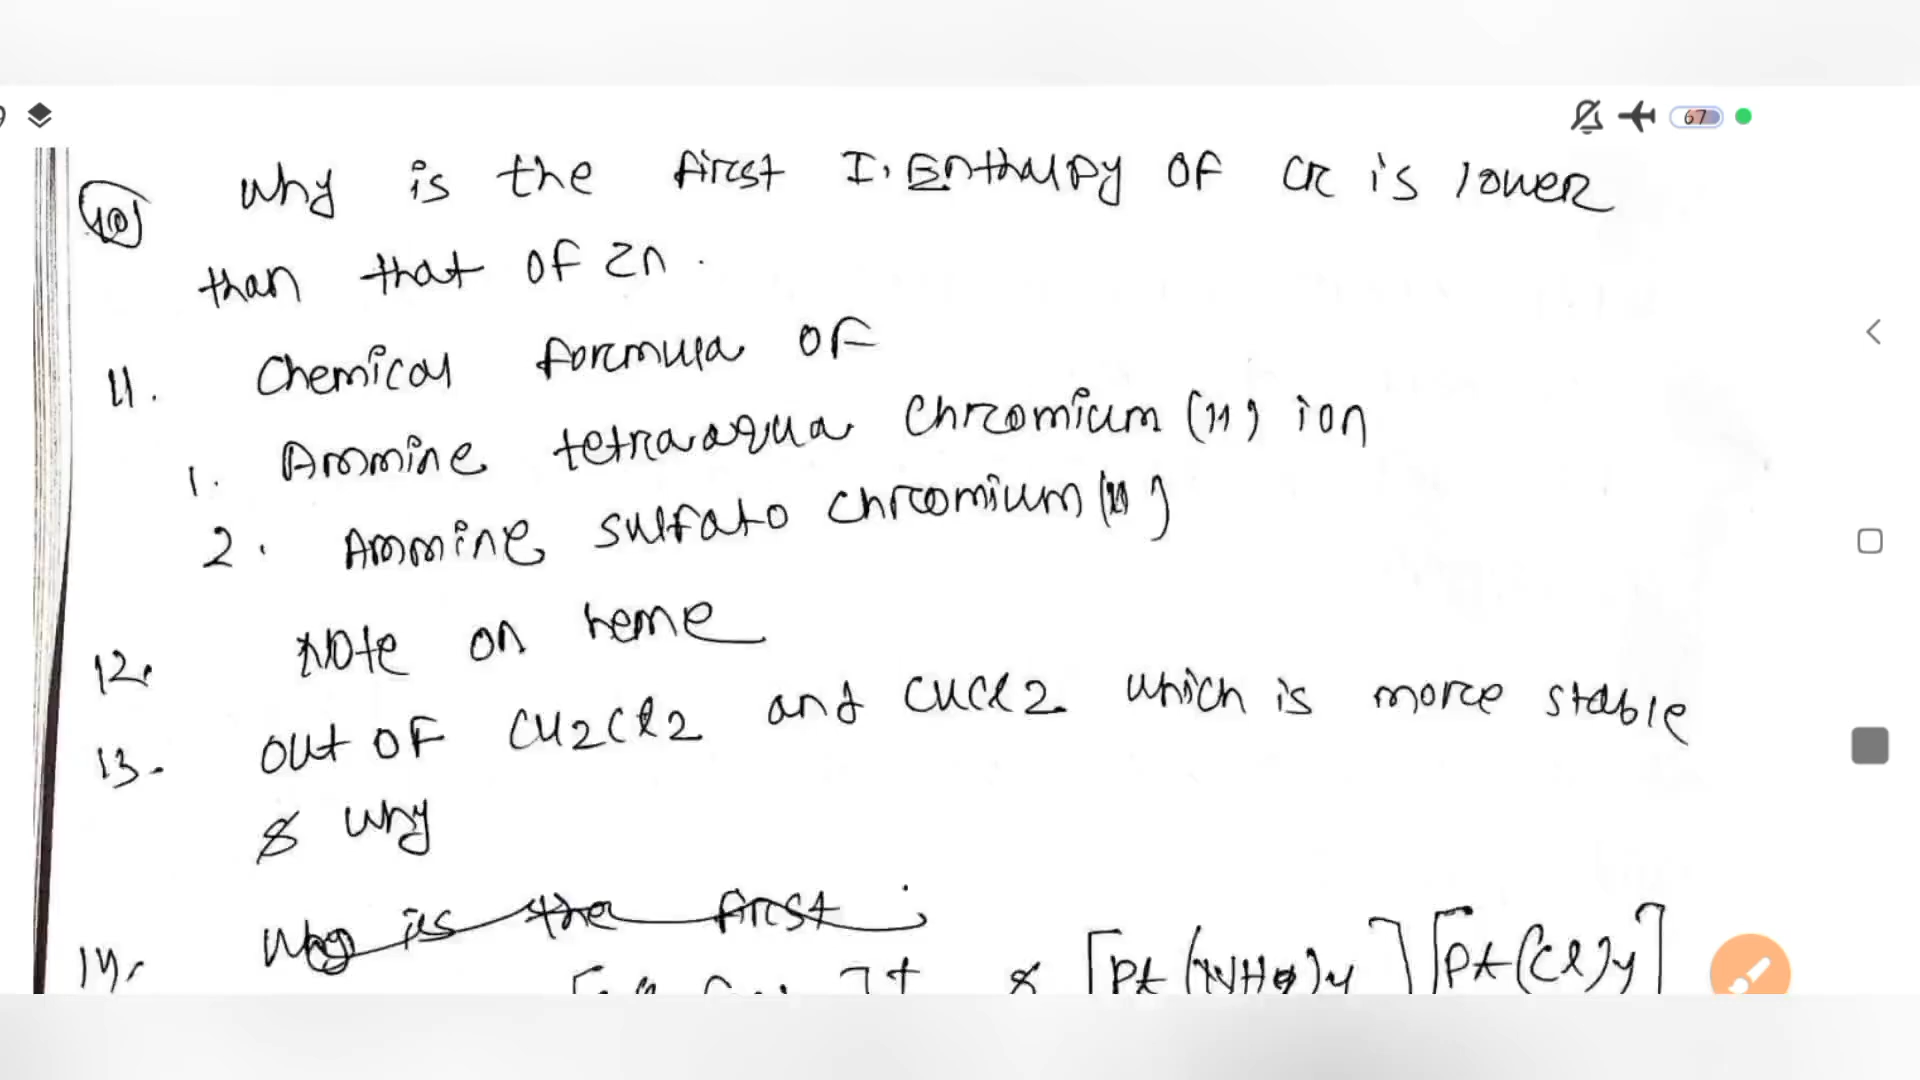 67
10) Why is the first I. Enthalpy of Cr is lower
than that of Zn.
11. Chemical formula of
1. Ammine tetraaqua chromium (II) ion
2. Ammine sulfato chromium (II)
12. Note on heme
13. Out of Cu2Cl2 and CuCl2 which is more stable
& why
14. Why is the first
& [Pt(NH3)4] [Pt(Cl)4]